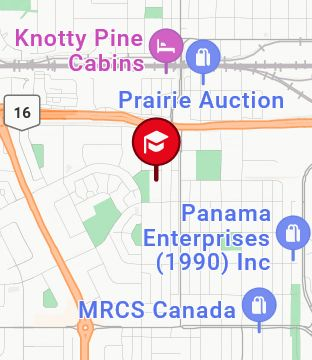 Knotty Pine
Cabins
Prairie Auction
16
Panama
Enterprises
(1990) Inc
MRCS Canada